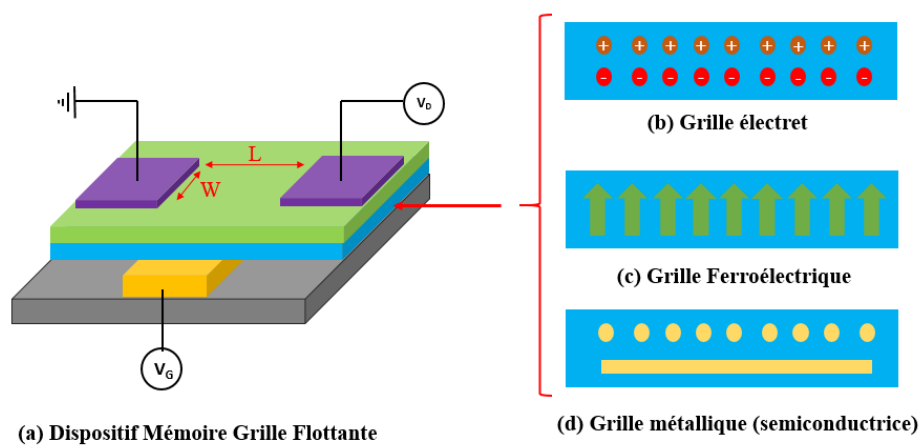 V_D
L
W
V_G
(a) Dispositif Mémoire Grille Flottante
+ + + + + + + + +
- - - - - - - - -
(b) Grille électret
(c) Grille Ferroélectrique
(d) Grille métallique (semiconductrice)